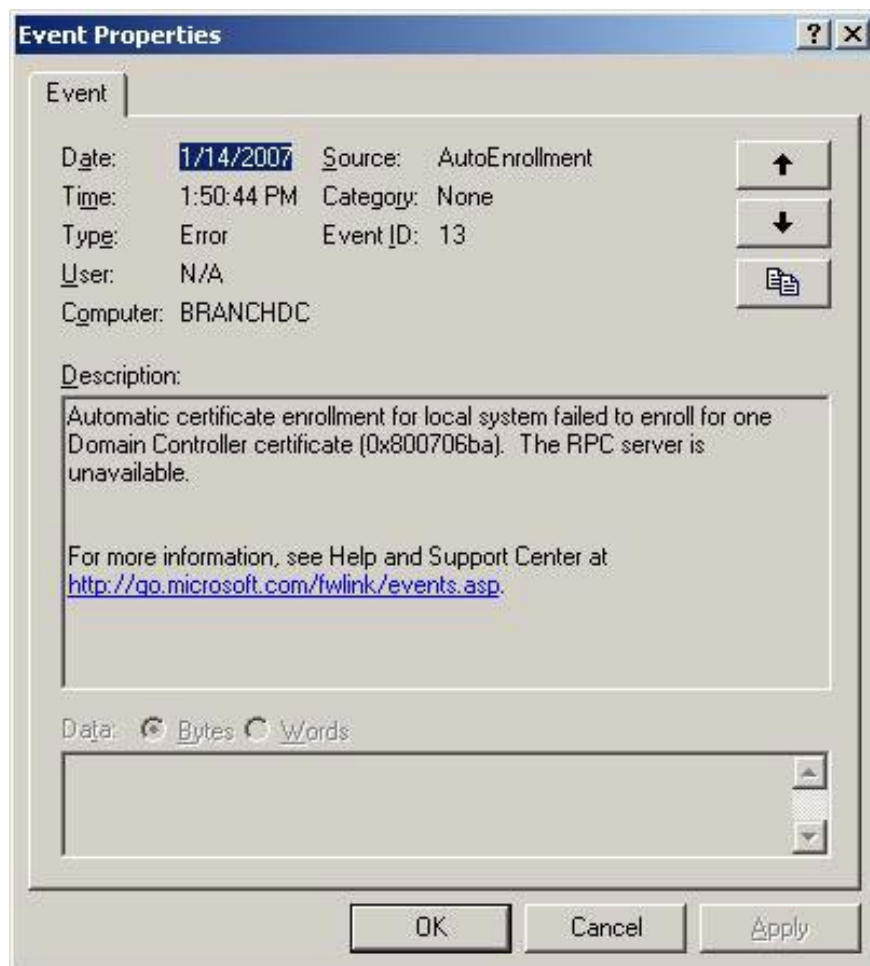 Event Properties
Event
Date: 1/14/2007 Source: AutoEnrollment
Time: 1:50:44 PM Category: None
Type: Error Event ID: 13
User: N/A
Computer: BRANCHDC
Description:
Automatic certificate enrollment for local system failed to enroll for one
Domain Controller certificate (0x800706ba). The RPC server is
unavailable.
For more information, see Help and Support Center at
http://go.microsoft.com/fwlink/events.asp.
Data: Bytes Words
OK Cancel Apply